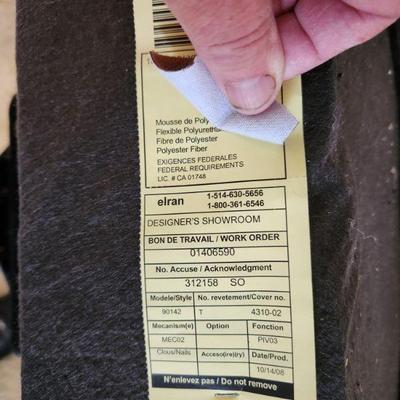 Mousse de Poly
Flexible Polyuretha
Fibre de Polyester
Polyester Fiber
EXIGENCES FEDERALES
FEDERAL REQUIREMENTS
LIC. # CA 01748
elran 1-514-630-5656
1-800-361-6546
DESIGNER'S SHOWROOM
BON DE TRAVAIL / WORK ORDER
01406590
No. Accuse / Acknowledgment
312158 SO
Modele/Style No. revetement/Cover no.
90142 T 4310-02
Mecanism(e) Option Fonction
MEC02 PIV03
Clous/Nails Accesoire(iry) Date/Prod.
10/14/08
N'enlevez pas / Do not remove